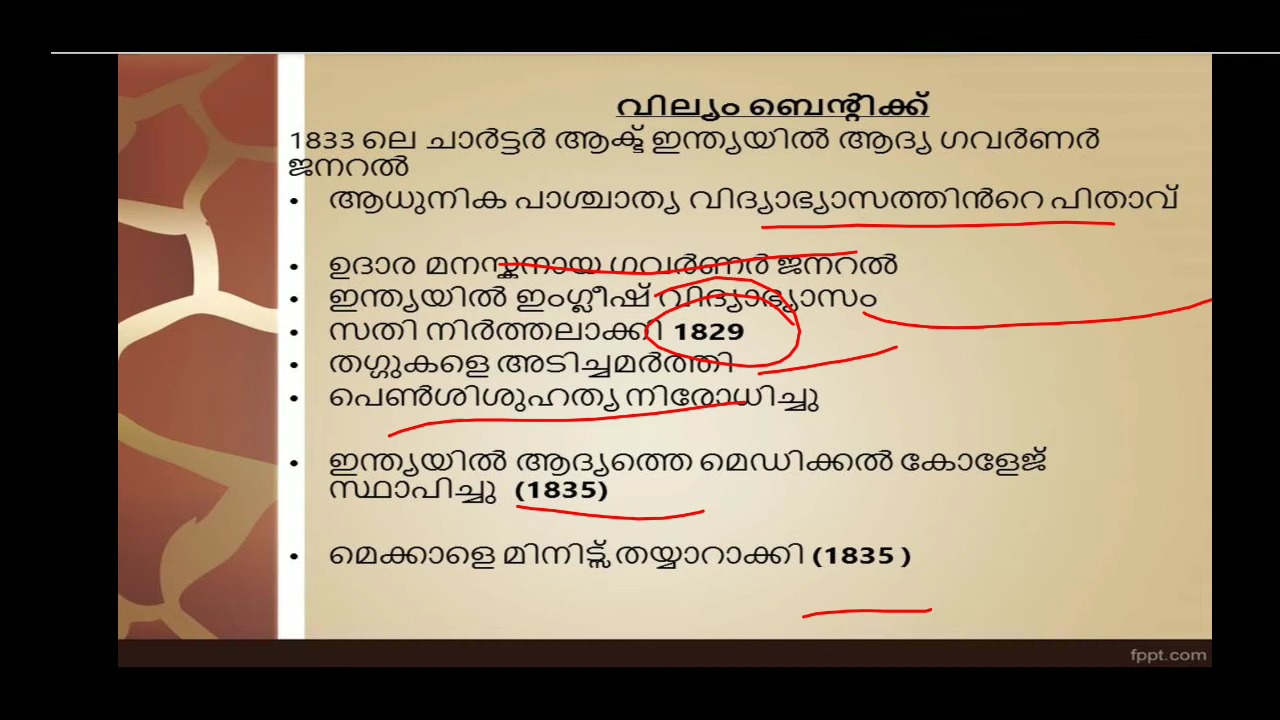 വില്യം ബെന്റിക്ക്
1833 ലെ ചാർട്ടർ ആക്ട് ഇന്ത്യയിൽ ആദ്യ ഗവർണർ
ജനറൽ
• ആധുനിക പാശ്ചാത്യ വിദ്യാഭ്യാസത്തിൻറെ പിതാവ്
• ഉദാര മനസ്കനായ ഗവർണർ ജനറൽ
• ഇന്ത്യയിൽ ഇംഗ്ലീഷ് വിദ്യാഭ്യാസം
• സതി നിർത്തലാക്കി 1829
• തഗ്ഗുകളെ അടിച്ചമർത്തി
• പെൺശിശുഹത്യ നിരോധിച്ചു
• ഇന്ത്യയിൽ ആദ്യത്തെ മെഡിക്കൽ കോളേജ്
സ്ഥാപിച്ചു (1835)
• മെക്കാളെ മിനിട്ട്സ് തയ്യാറാക്കി (1835 )
fppt.com